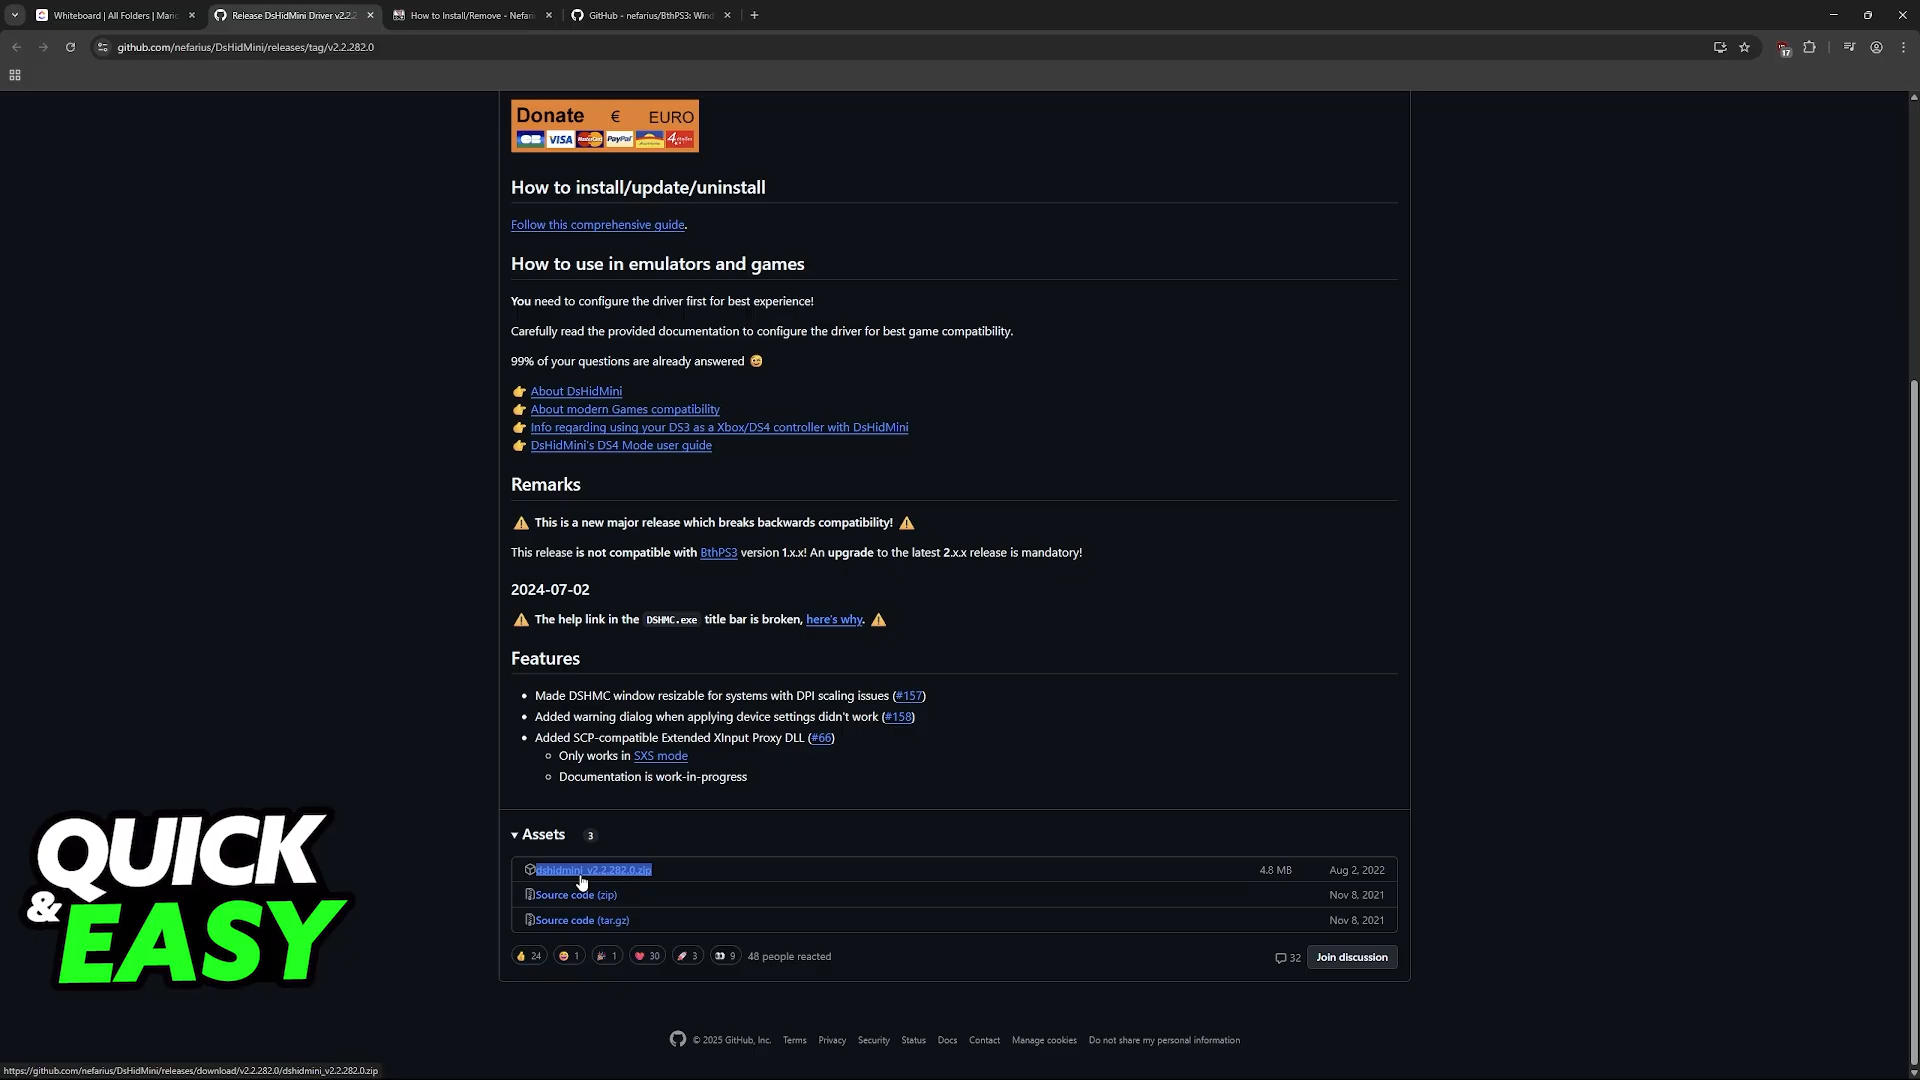 Whiteboard | All Folders | Mario
Release DsHidMini Driver v2.2.2
How to Install/Remove - Nefari
GitHub - nefarius/BthPS3: Wind
github.com/nefarius/DsHidMini/releases/tag/v2.2.282.0
17
Donate € EURO
CB VISA MasterCard PayPal
How to install/update/uninstall
Follow this comprehensive guide.
How to use in emulators and games
You need to configure the driver first for best experience!
Carefully read the provided documentation to configure the driver for best game compatibility.
99% of your questions are already answered 😉
👉 About DsHidMini
👉 About modern Games compatibility
👉 Info regarding using your DS3 as a Xbox/DS4 controller with DsHidMini
👉 DsHidMini's DS4 Mode user guide
Remarks
⚠️ This is a new major release which breaks backwards compatibility! ⚠️
This release is not compatible with BthPS3 version 1.x.x! An upgrade to the latest 2.x.x release is mandatory!
2024-07-02
⚠️ The help link in the DSHMC.exe title bar is broken, here's why. ⚠️
Features
• Made DSHMC window resizable for systems with DPI scaling issues (#157)
• Added warning dialog when applying device settings didn't work (#158)
• Added SCP-compatible Extended XInput Proxy DLL (#66)
Only works in SXS mode
Documentation is work-in-progress
Assets 3
dshidmini_v2.2.282.0.zip 4.8 MB Aug 2, 2022
Source code (zip) Nov 8, 2021
Source code (tar.gz) Nov 8, 2021
👍 24 😄 1 🎉 1 ❤️ 30 🚀 3 👀 9 48 people reacted
32 Join discussion
QUICK
& EASY
© 2025 GitHub, Inc. Terms Privacy Security Status Docs Contact Manage cookies Do not share my personal information
https://github.com/nefarius/DsHidMini/releases/download/v2.2.282.0/dshidmini_v2.2.282.0.zip